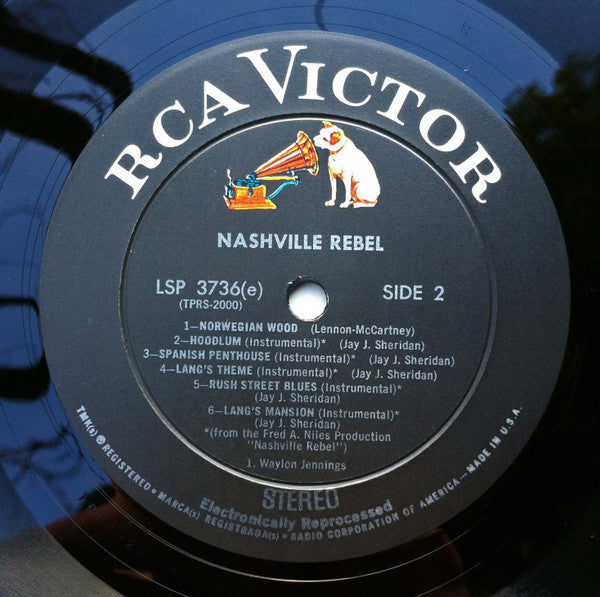 RCA VICTOR
NASHVILLE REBEL
LSP 3736(e)
(TPRS-2000)
SIDE 2
1—NORWEGIAN WOOD (Lennon-McCartney)
2—HOODLUM (Instrumental)* (Jay J. Sheridan)
3—SPANISH PENTHOUSE (Instrumental)* (Jay J. Sheridan)
4—LANG'S THEME (Instrumental)* (Jay J. Sheridan)
5—RUSH STREET BLUES (Instrumental)*
(Jay J. Sheridan)
6—LANG'S MANSION (Instrumental)*
(Jay J. Sheridan)
*(from the Fred A. Niles Production
"Nashville Rebel")
1. Waylon Jennings
STEREO
Electronically Reprocessed
TMK(s) ® REGISTERED • MARCA(s) REGISTRADA(s) • RADIO CORPORATION OF AMERICA—MADE IN U.S.A.